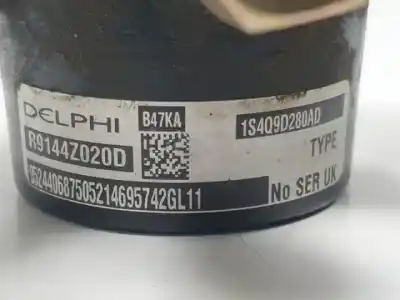 DELPHI B47KA 1S4Q9D280AD
R9144Z020D TYPE
052440687505214695742GL11 No SER UK